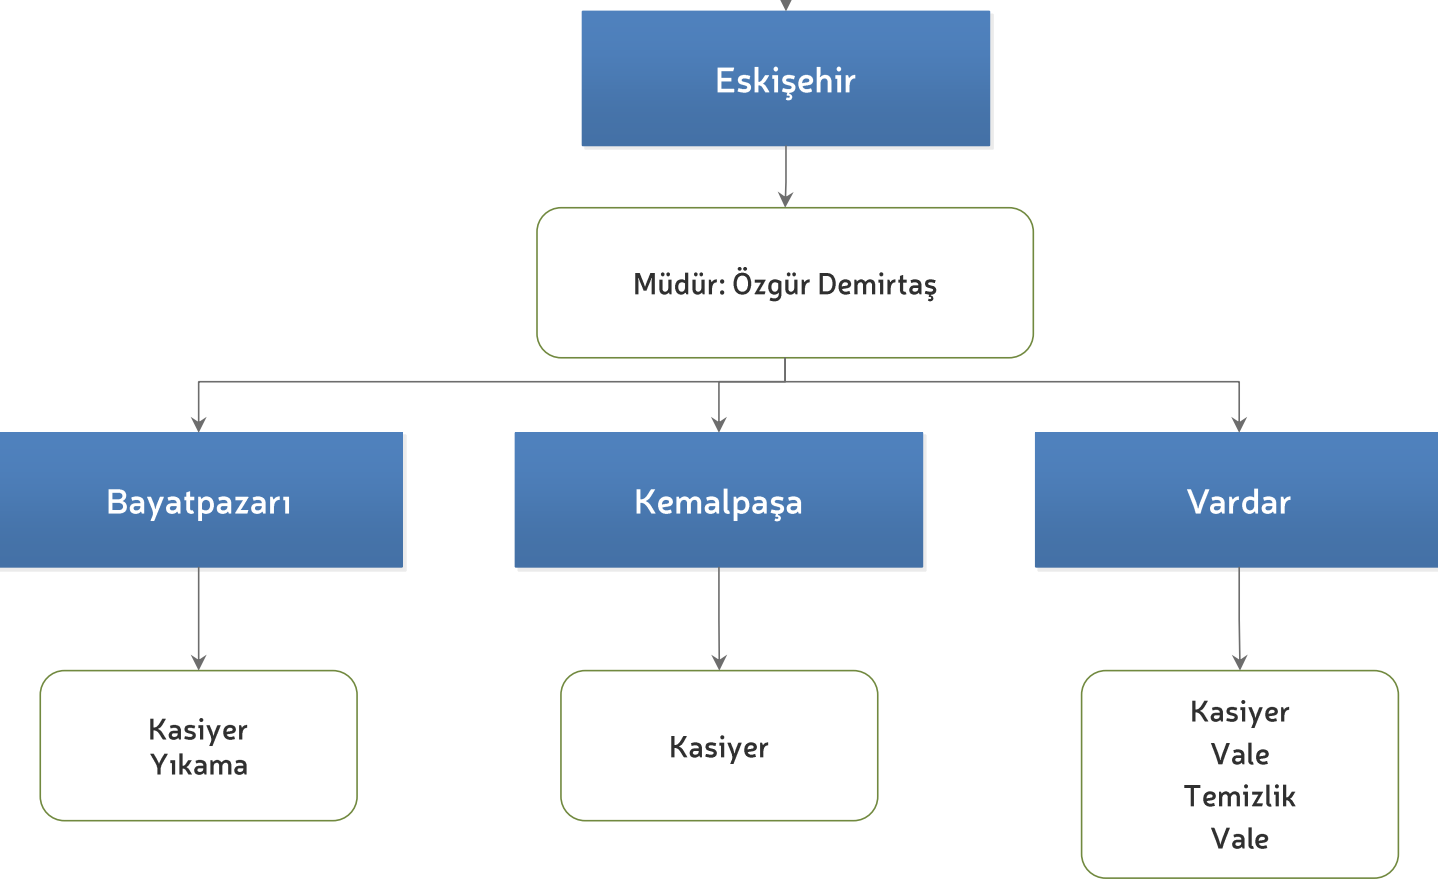 Eskişehir
Müdür: Özgür Demirtaş
Bayatpazarı
Kemalpaşa
Vardar
Kasiyer
Yıkama
Kasiyer
Kasiyer
Vale
Temizlik
Vale